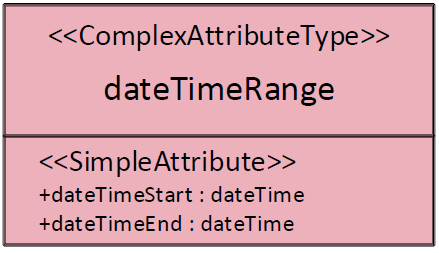 <<ComplexAttributeType>>
dateTimeRange
<<SimpleAttribute>>
+dateTimeStart : dateTime
+dateTimeEnd : dateTime